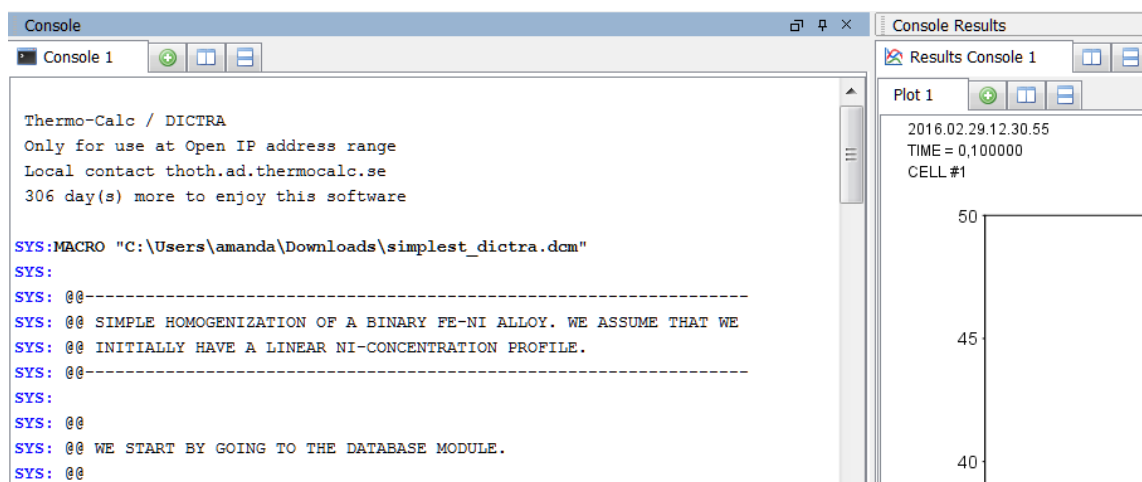 Console
Console 1
Thermo-Calc / DICTRA
Only for use at Open IP address range
Local contact thoth.ad.thermocalc.se
306 day(s) more to enjoy this software
SYS:MACRO "C:\Users\amanda\Downloads\simplest_dictra.dcm"
SYS:
SYS: @@------------------------------------------------------------------
SYS: @@ SIMPLE HOMOGENIZATION OF A BINARY FE-NI ALLOY. WE ASSUME THAT WE
SYS: @@ INITIALLY HAVE A LINEAR NI-CONCENTRATION PROFILE.
SYS: @@------------------------------------------------------------------
SYS:
SYS: @@
SYS: @@ WE START BY GOING TO THE DATABASE MODULE.
SYS: @@
Console Results
Results Console 1
Plot 1
2016.02.29.12.30.55
TIME = 0,100000
CELL #1
50
45
40